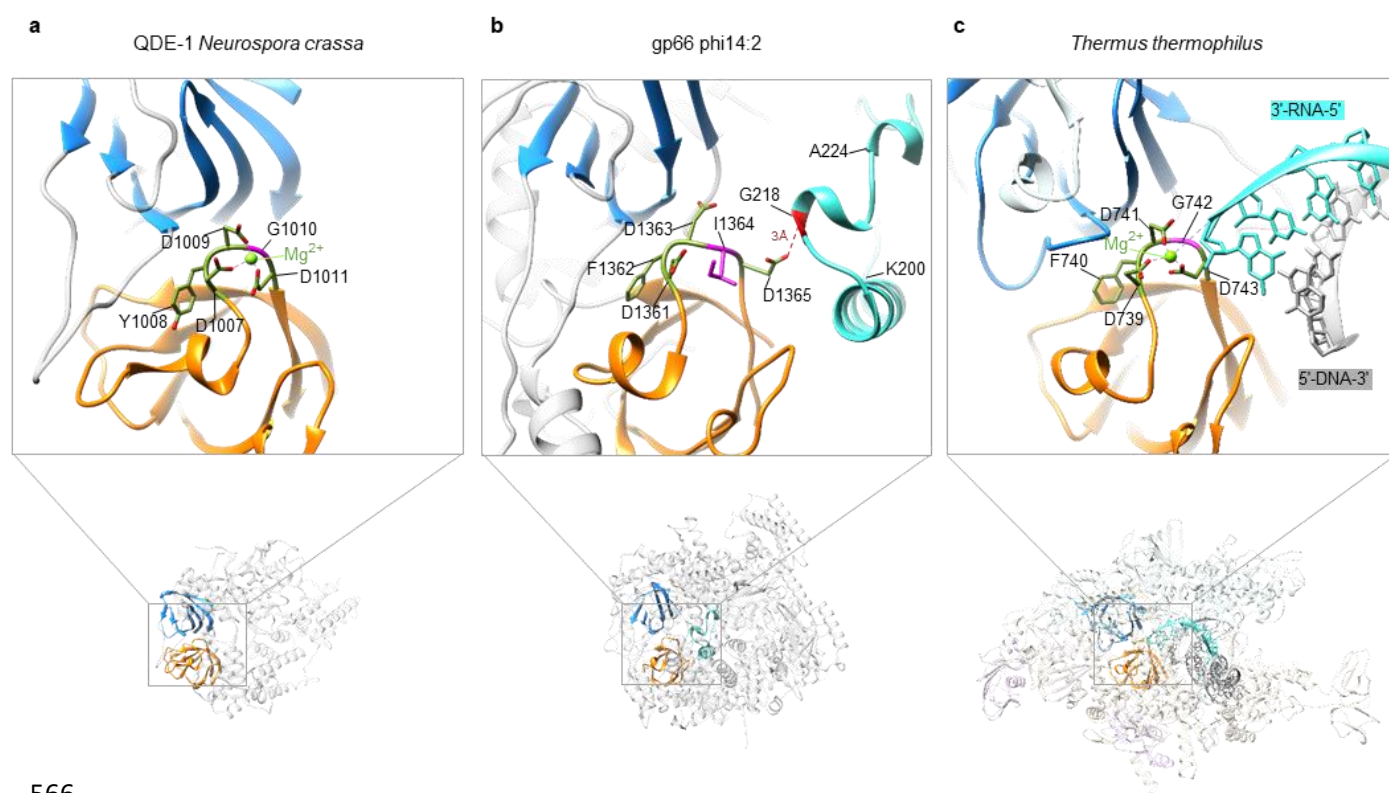 a
QDE-1 Neurospora crassa
D1009
G1010
Mg2+
D1011
Y1008
D1007
b
gp66 phi14:2
A224
G218
D1363
I1364
3Å
F1362
K200
D1361
D1365
c
Thermus thermophilus
3'-RNA-5'
D741
G742
Mg2+
F740
D743
D739
5'-DNA-3'
566